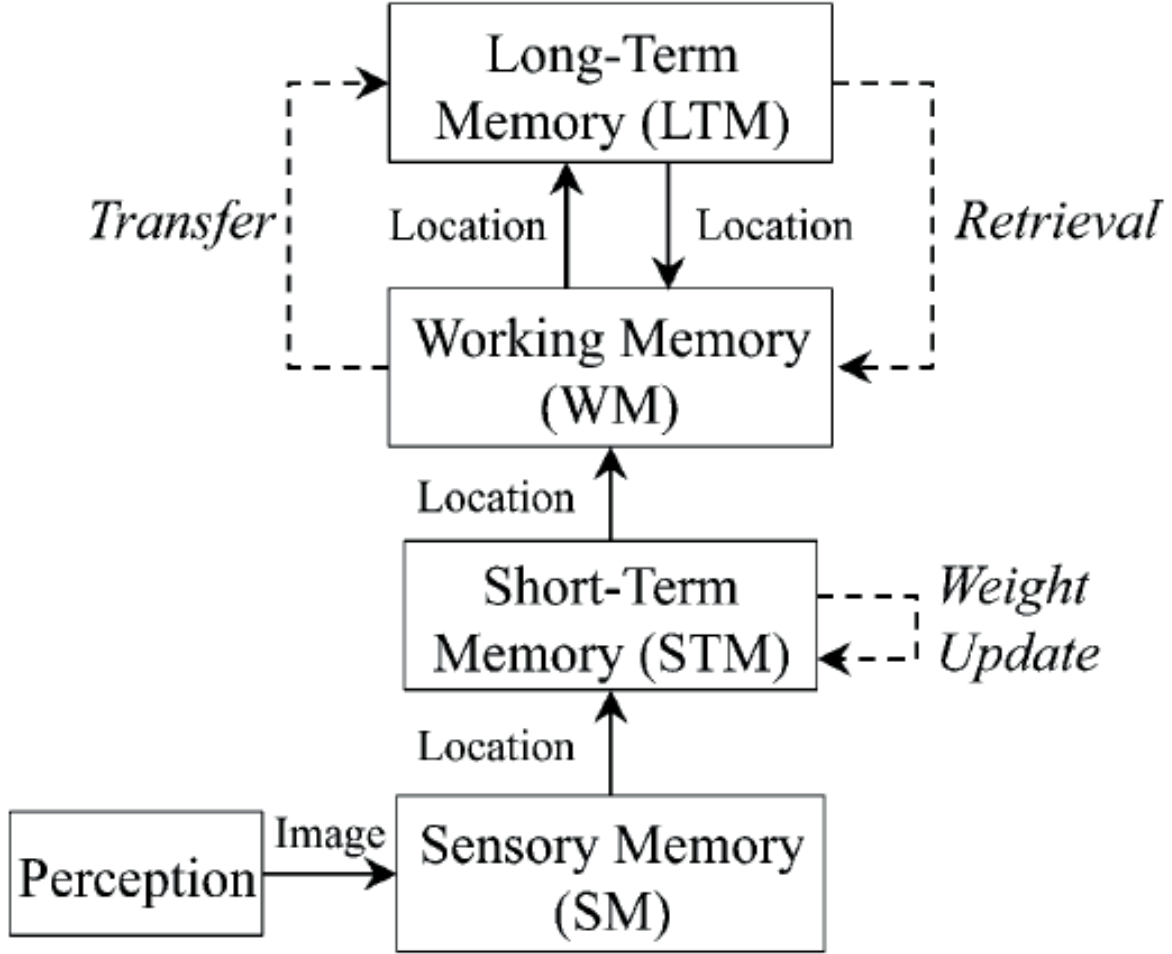 Long-Term
Memory (LTM)
Transfer
Location
Location
Retrieval
Working Memory
(WM)
Location
Short-Term
Memory (STM)
Weight
Update
Location
Perception
Image
Sensory Memory
(SM)